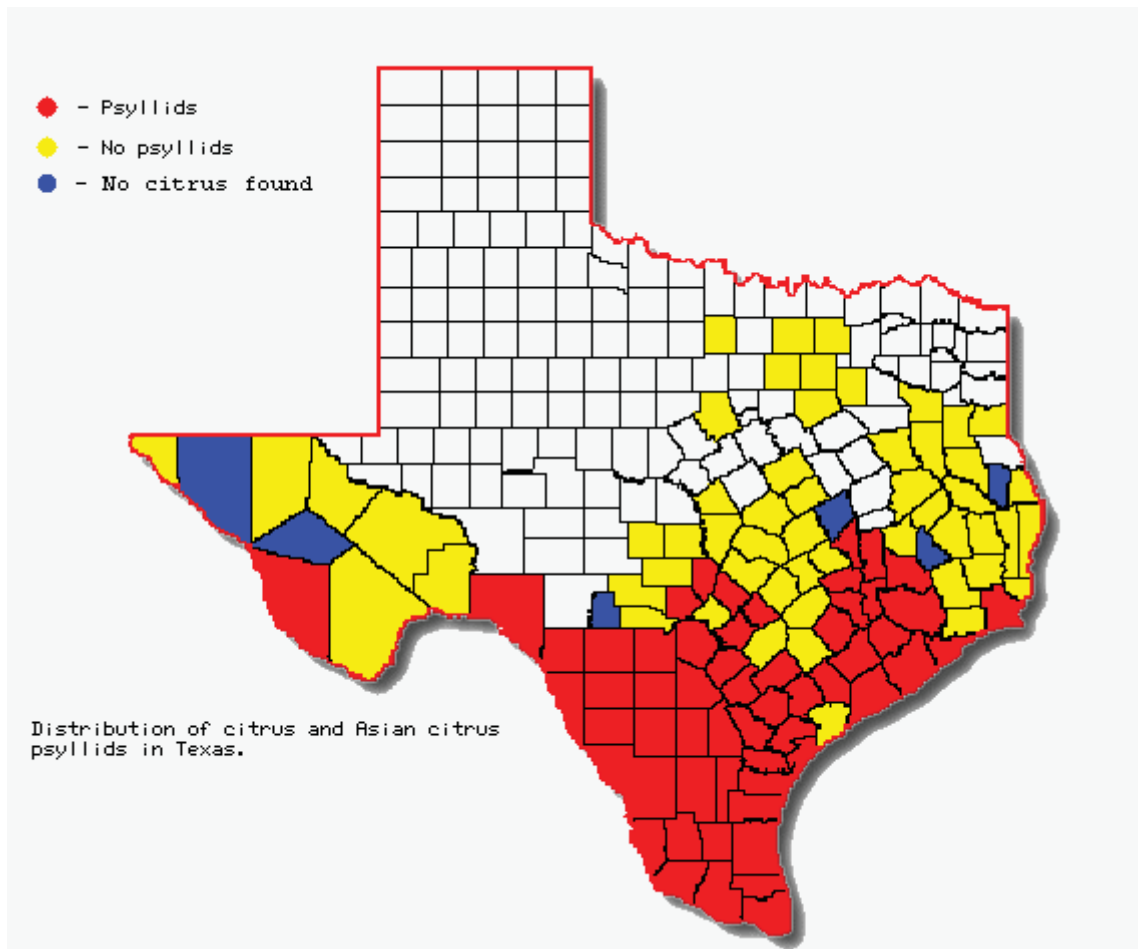 - Psyllids
- No psyllids
- No citrus found
Distribution of citrus and Asian citrus
psyllids in Texas.